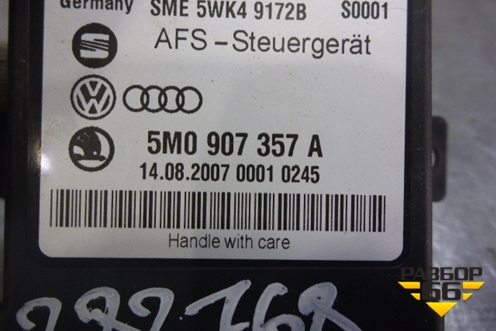 Germany SME 5WK4 9172B S0001
AFS - Steuergerät
5M0 907 357 A
14.08.2007 0001 0245
Handle with care
РАЗБОР
66